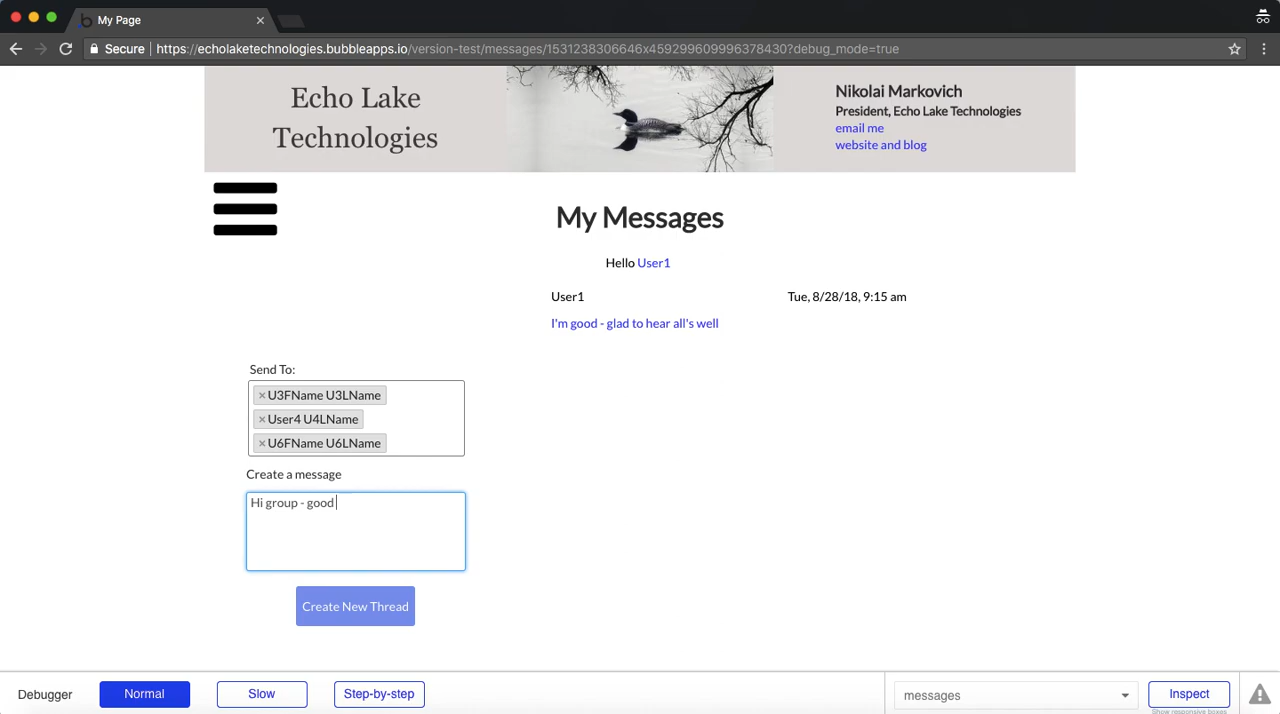 My Page
Secure
https://echolaketechnologies.bubbleapps.io/version-test/messages/1531238306646x459299609996378430?debug_mode=true
Echo Lake
Technologies
Nikolai Markovich
President, Echo Lake Technologies
email me
website and blog
My Messages
Hello User1
User1
Tue, 8/28/18, 9:15 am
I'm good - glad to hear all's well
Send To:
×U3FName U3LName
×User4 U4LName
×U6FName U6LName
Create a message
Hi group - good
Create New Thread
Debugger
Normal
Slow
Step-by-step
messages
Inspect
Show responsive boxes